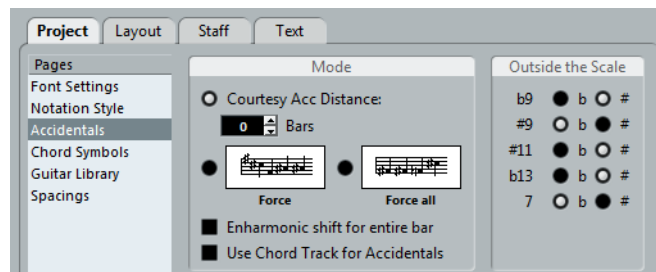 Project Layout Staff Text
Pages
Font Settings
Notation Style
Accidentals
Chord Symbols
Guitar Library
Spacings
Mode
Courtesy Acc Distance:
0 Bars
Force Force all
Enharmonic shift for entire bar
Use Chord Track for Accidentals
Outside the Scale
b9 b #
#9 b #
#11 b #
b13 b #
7 b #